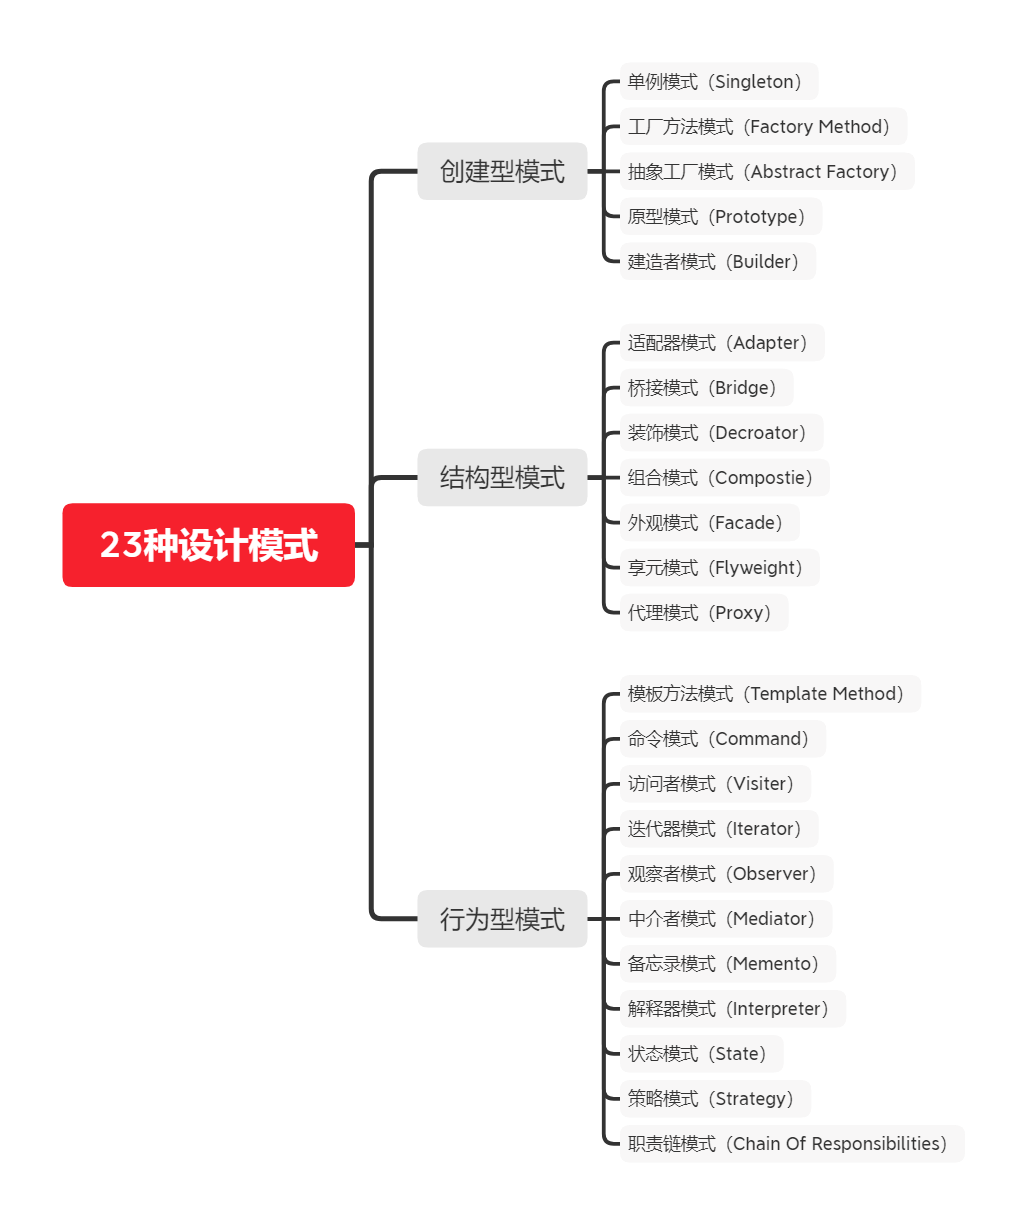 23种设计模式
创建型模式
单例模式（Singleton）
工厂方法模式（Factory Method）
抽象工厂模式（Abstract Factory）
原型模式（Prototype）
建造者模式（Builder）
结构型模式
适配器模式（Adapter）
桥接模式（Bridge）
装饰模式（Decroator）
组合模式（Compostie）
外观模式（Facade）
享元模式（Flyweight）
代理模式（Proxy）
行为型模式
模板方法模式（Template Method）
命令模式（Command）
访问者模式（Visiter）
迭代器模式（Iterator）
观察者模式（Observer）
中介者模式（Mediator）
备忘录模式（Memento）
解释器模式（Interpreter）
状态模式（State）
策略模式（Strategy）
职责链模式（Chain Of Responsibilities）